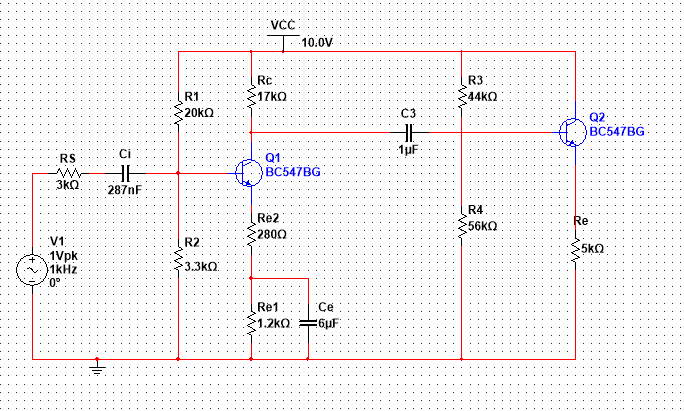 VCC
10.0V
Rc
17kΩ
R3
44kΩ
R1
20kΩ
C3
1µF
Q2
BC547BG
Q1
BC547BG
RS
3kΩ
Ci
287nF
Re2
280Ω
R4
56kΩ
Re
5kΩ
V1
1Vpk
1kHz
0°
R2
3.3kΩ
Re1
1.2kΩ
Ce
6µF